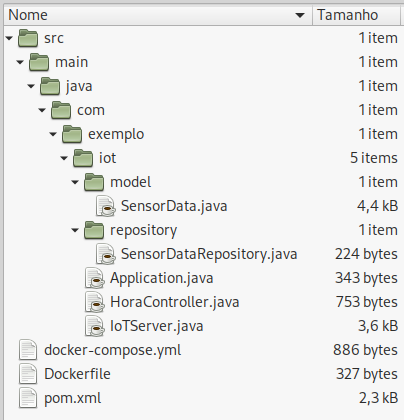 Nome Tamanho
src 1 item
main 1 item
java 1 item
com 1 item
exemplo 1 item
iot 5 items
model 1 item
SensorData.java 4,4 kB
repository 1 item
SensorDataRepository.java 224 bytes
Application.java 343 bytes
HoraController.java 753 bytes
IoTServer.java 3,6 kB
docker-compose.yml 886 bytes
Dockerfile 327 bytes
pom.xml 2,3 kB